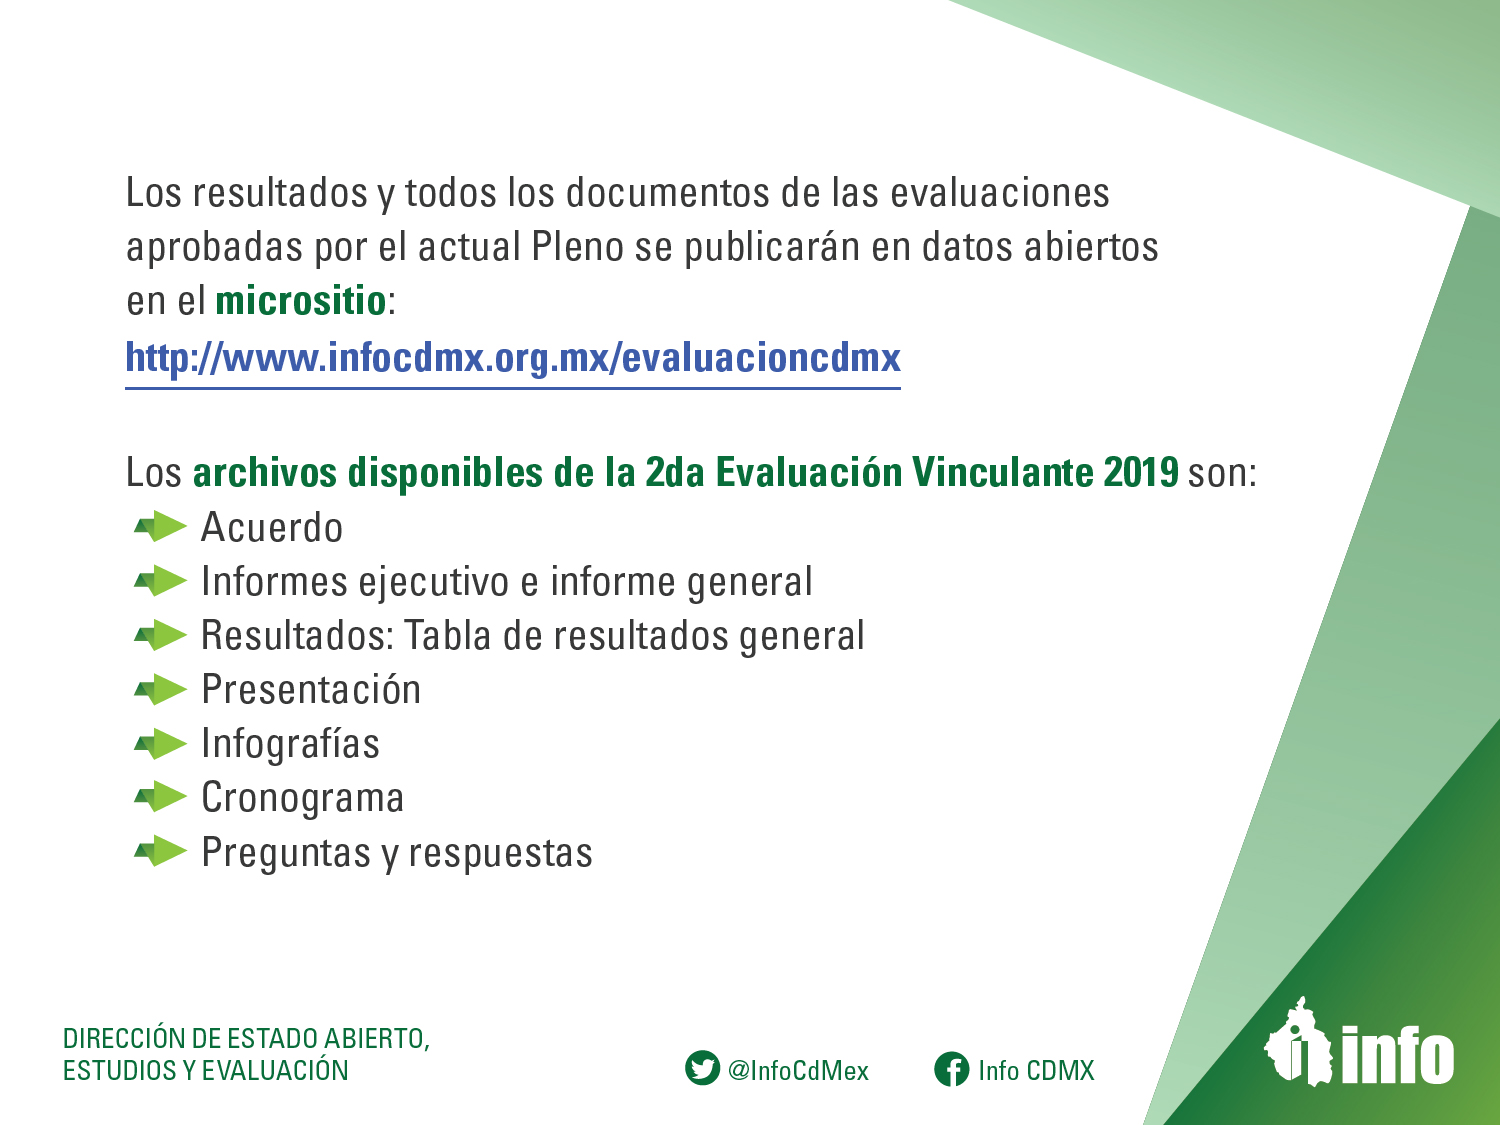 Los resultados y todos los documentos de las evaluaciones
aprobadas por el actual Pleno se publicarán en datos abiertos
en el micrositio:
http://www.infocdmx.org.mx/evaluacioncdmx
Los archivos disponibles de la 2da Evaluación Vinculante 2019 son:
Acuerdo
Informes ejecutivo e informe general
Resultados: Tabla de resultados general
Presentación
Infografías
Cronograma
Preguntas y respuestas
DIRECCIÓN DE ESTADO ABIERTO,
ESTUDIOS Y EVALUACIÓN
@InfoCdMex
Info CDMX
info